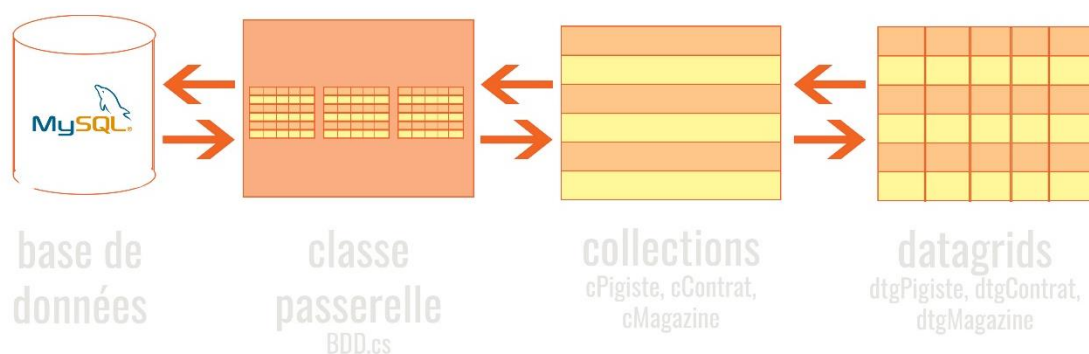 MySQL®
base de
données
classe
passerelle
BDD.cs
collections
cPigiste, cContrat,
cMagazine
datagrids
dtgPigiste, dtgContrat,
dtgMagazine